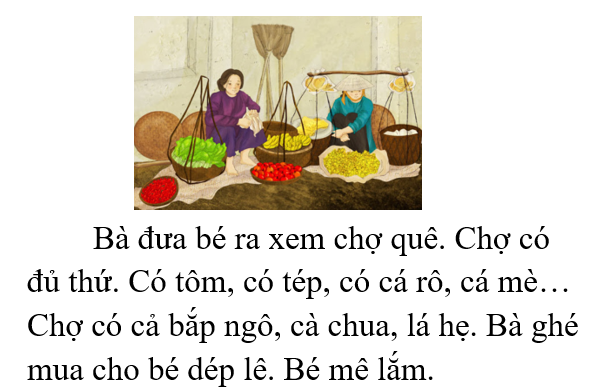 Bà đưa bé ra xem chợ quê. Chợ có
đủ thứ. Có tôm, có tép, có cá rô, cá mè…
Chợ có cả bắp ngô, cà chua, lá hẹ. Bà ghé
mua cho bé dép lê. Bé mê lắm.